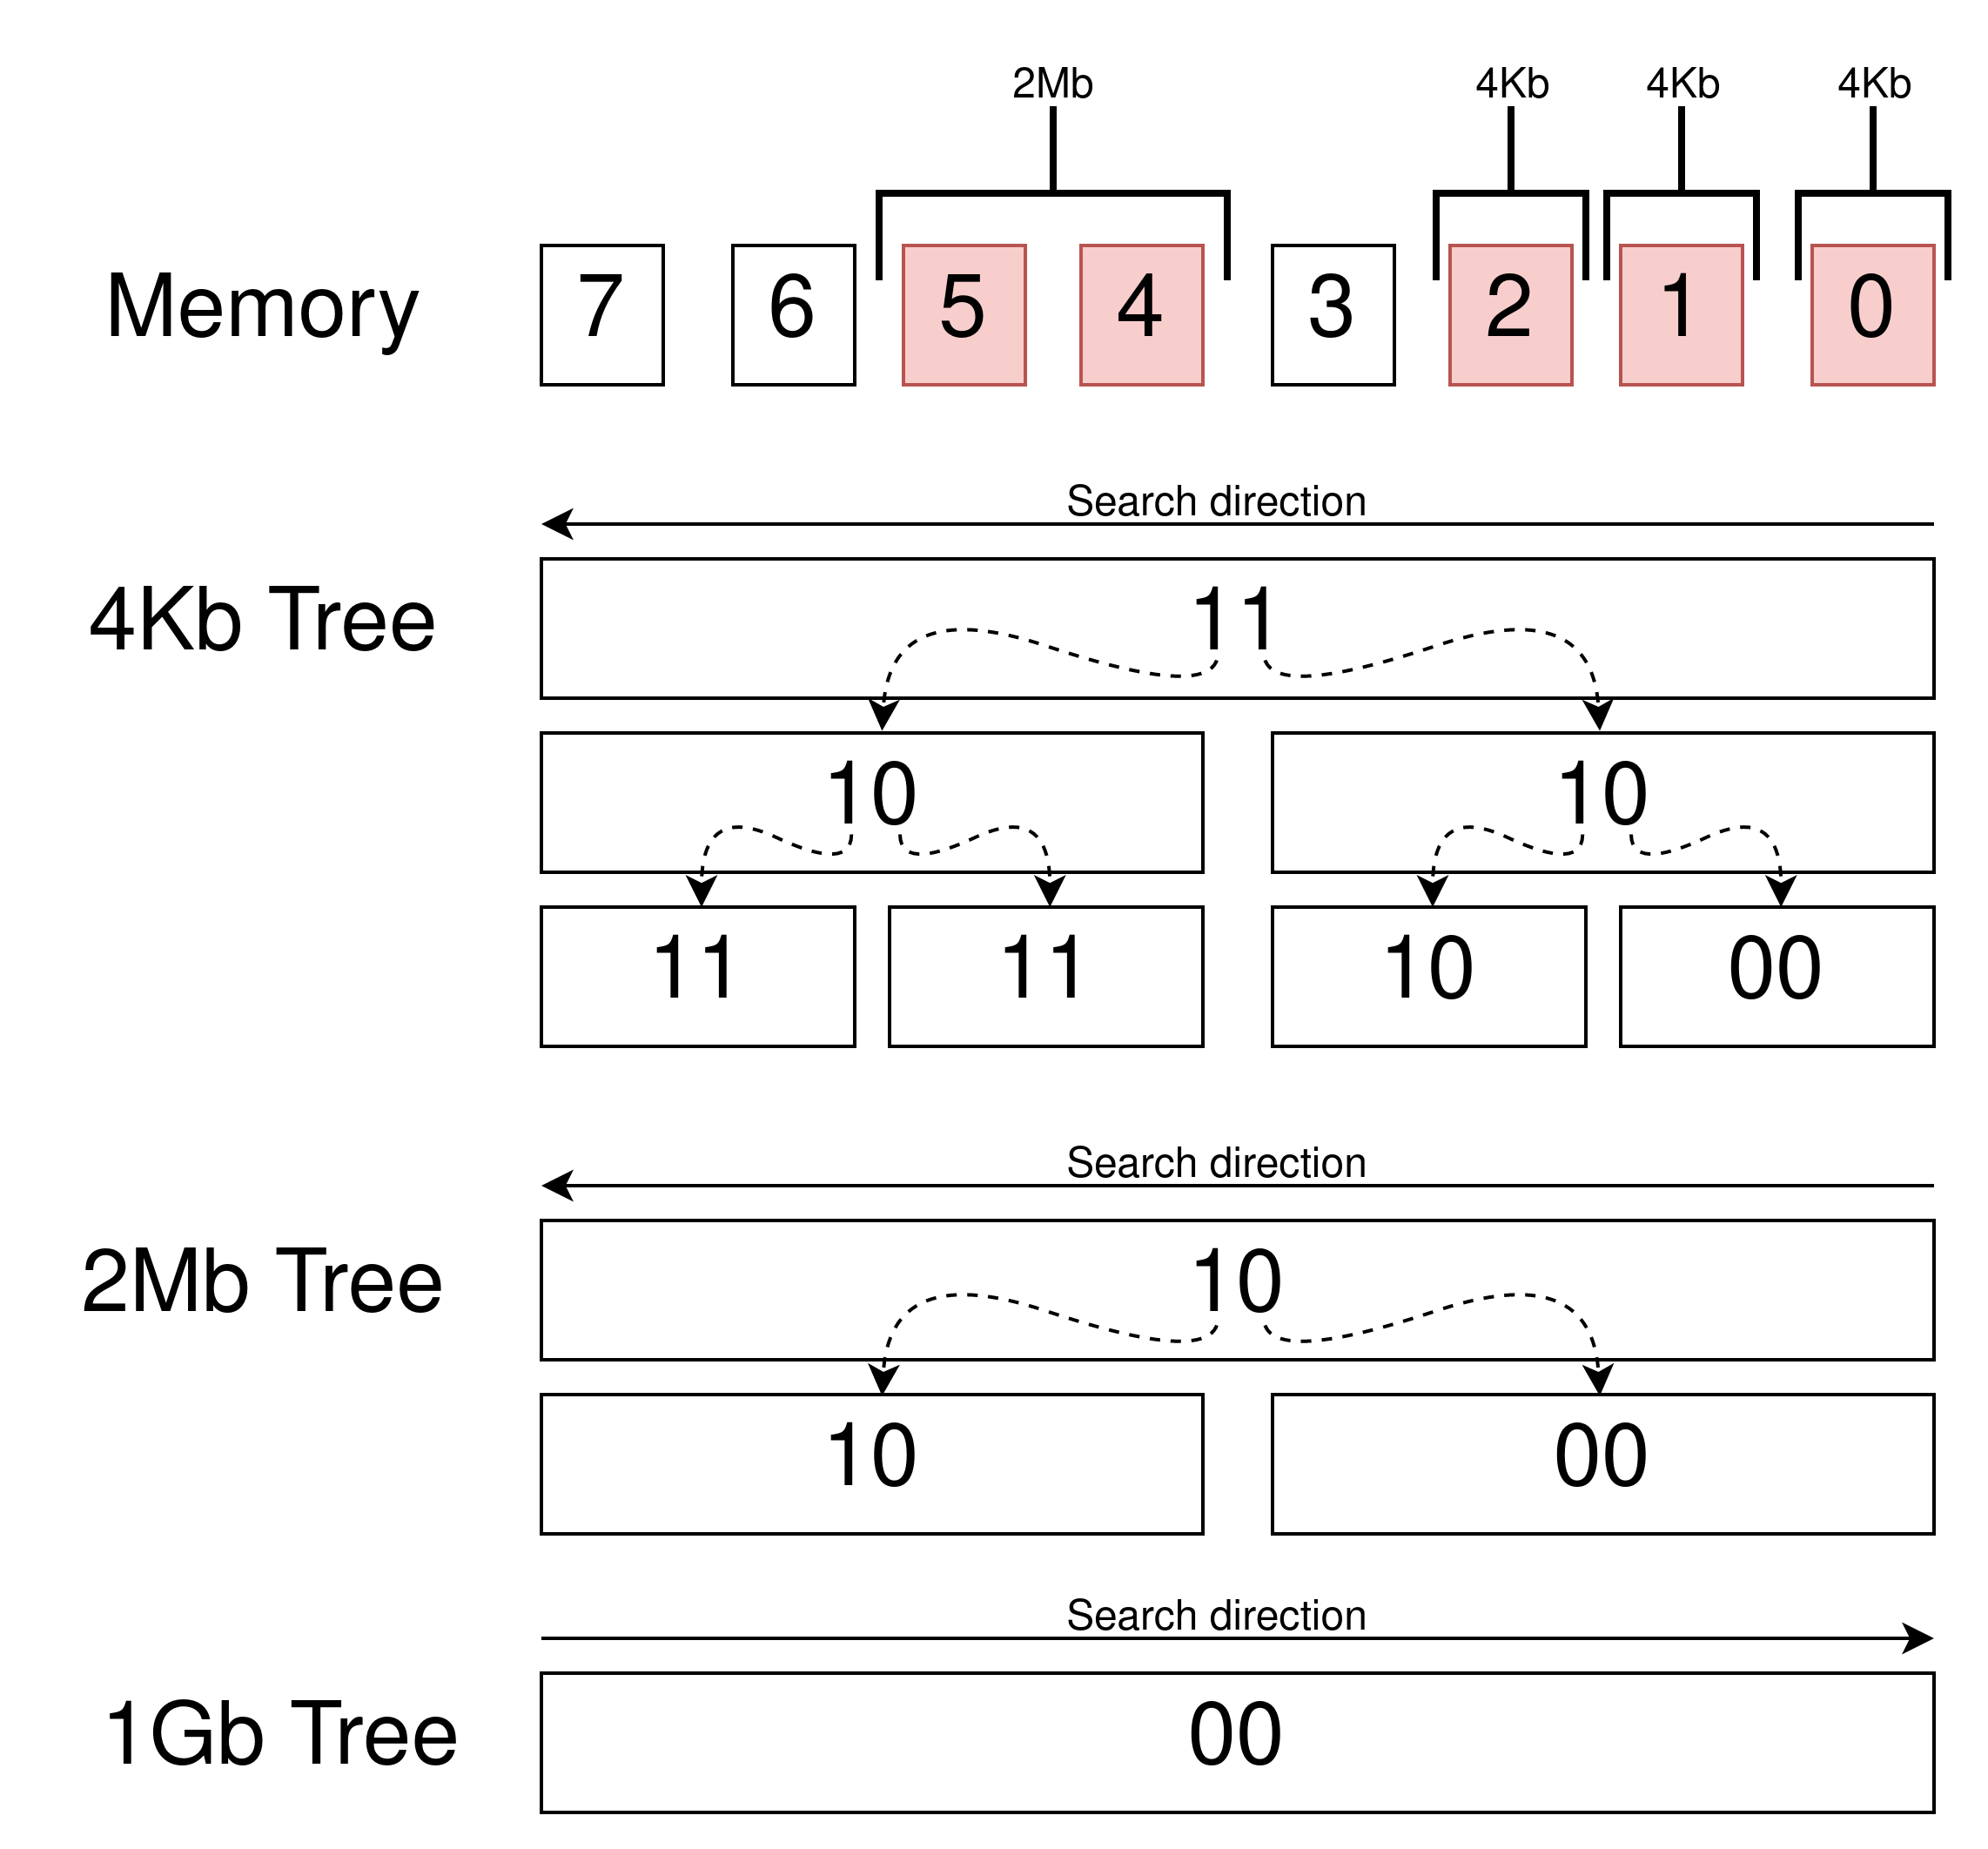 2Mb 4Kb 4Kb 4Kb
Memory 7 6 5 4 3 2 1 0
Search direction
4Kb Tree 11
10 10
11 11 10 00
Search direction
2Mb Tree 10
10 00
Search direction
1Gb Tree 00